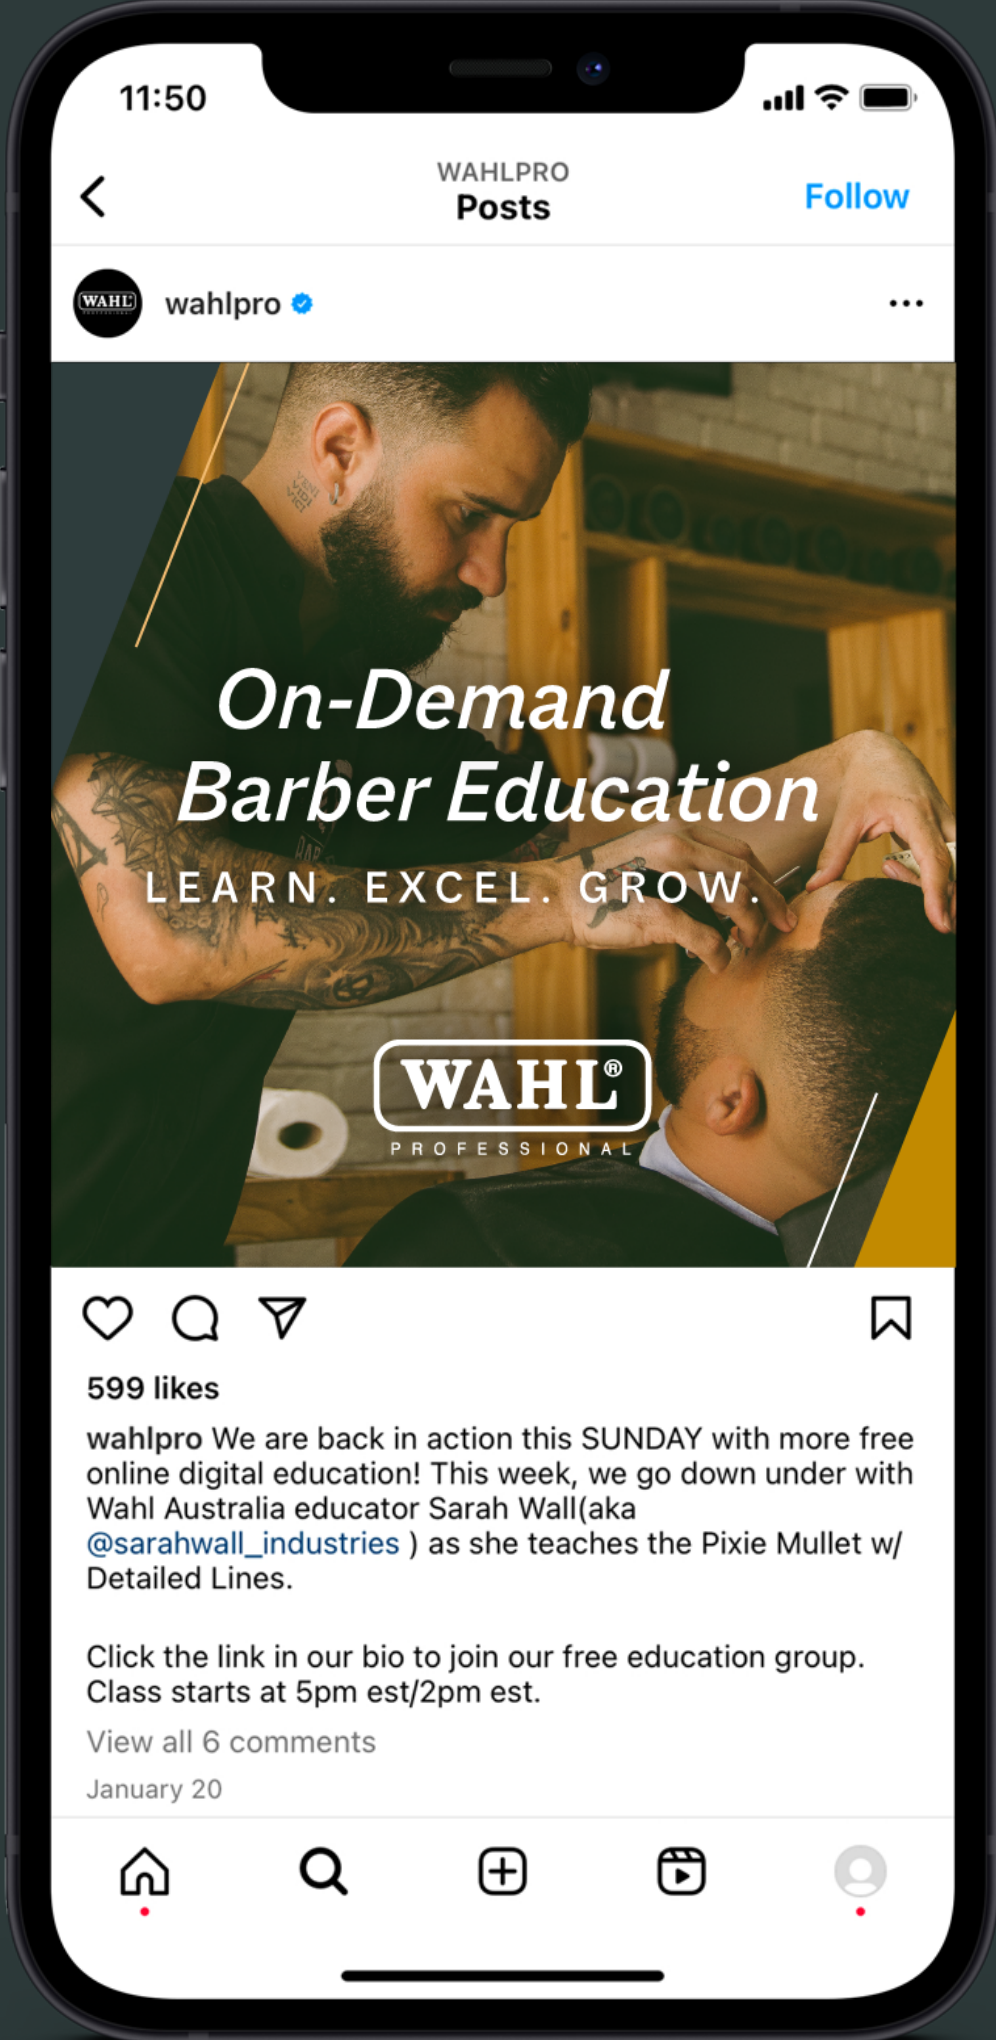 11:50
WAHLPRO
Posts
Follow
WAHL
wahlpro
VENI
VIDI
VICI
On-Demand
Barber Education
LEARN. EXCEL. GROW.
WAHL®
PROFESSIONAL
599 likes
wahlpro We are back in action this SUNDAY with more free
online digital education! This week, we go down under with
Wahl Australia educator Sarah Wall(aka
@sarahwall_industries ) as she teaches the Pixie Mullet w/
Detailed Lines.
Click the link in our bio to join our free education group.
Class starts at 5pm est/2pm est.
View all 6 comments
January 20